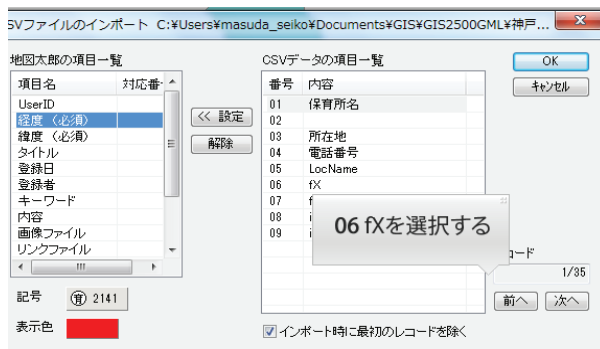 SVファイルのインポート C:¥Users¥masuda_seiko¥Documents¥GIS¥GIS2500GML¥神戸...
地図太郎の項目一覧
項目名 対応番
UserID
経度（必須）
緯度（必須）
タイトル
登録日
登録者
キーワード
内容
画像ファイル
リンクファイル
<< 設定
解除
CSVデータの項目一覧
番号 内容
01 保育所名
02
03 所在地
04 電話番号
05 LocName
06 fX
07
08
09
06 fXを選択する
OK
キャンセル
コード
1/35
前へ 次へ
記号 育 2141
表示色
インポート時に最初のレコードを除く